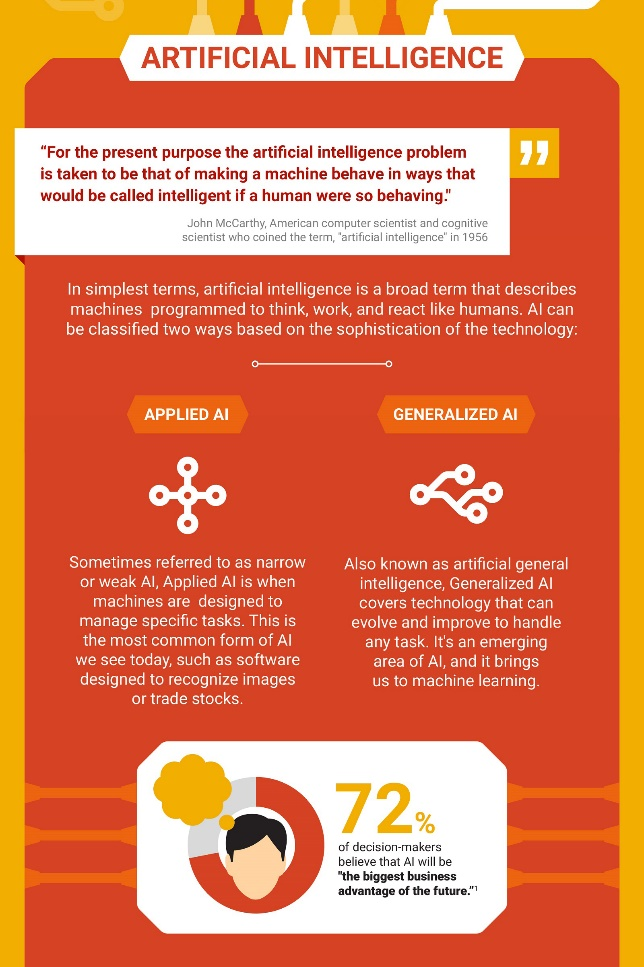 ARTIFICIAL INTELLIGENCE
“For the present purpose the artificial intelligence problem
is taken to be that of making a machine behave in ways that
would be called intelligent if a human were so behaving."
”
John McCarthy, American computer scientist and cognitive
scientist who coined the term, "artificial intelligence" in 1956
In simplest terms, artificial intelligence is a broad term that describes
machines programmed to think, work, and react like humans. AI can
be classified two ways based on the sophistication of the technology:
APPLIED AI
Sometimes referred to as narrow
or weak AI, Applied AI is when
machines are designed to
manage specific tasks. This is
the most common form of AI
we see today, such as software
designed to recognize images
or trade stocks.
GENERALIZED AI
Also known as artificial general
intelligence, Generalized AI
covers technology that can
evolve and improve to handle
any task. It's an emerging
area of AI, and it brings
us to machine learning.
72%
of decision-makers
believe that AI will be
"the biggest business
advantage of the future."¹